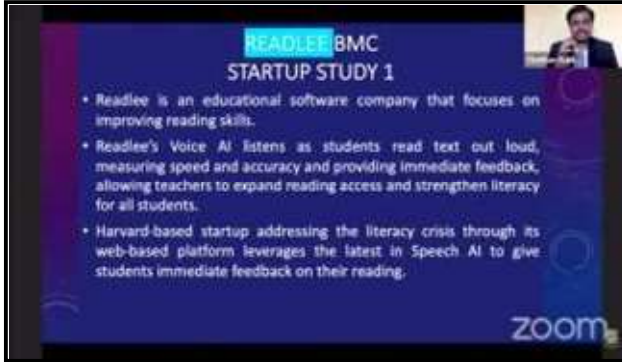 READLEE BMC
STARTUP STUDY 1
• Readlee is an educational software company that focuses on
improving reading skills.
• Readlee's Voice AI listens as students read text out loud,
measuring speed and accuracy and providing immediate feedback,
allowing teachers to expand reading access and strengthen literacy
for all students.
• Harvard-based startup addressing the literacy crisis through its
web-based platform leverages the latest in Speech AI to give
students immediate feedback on their reading.
zoom